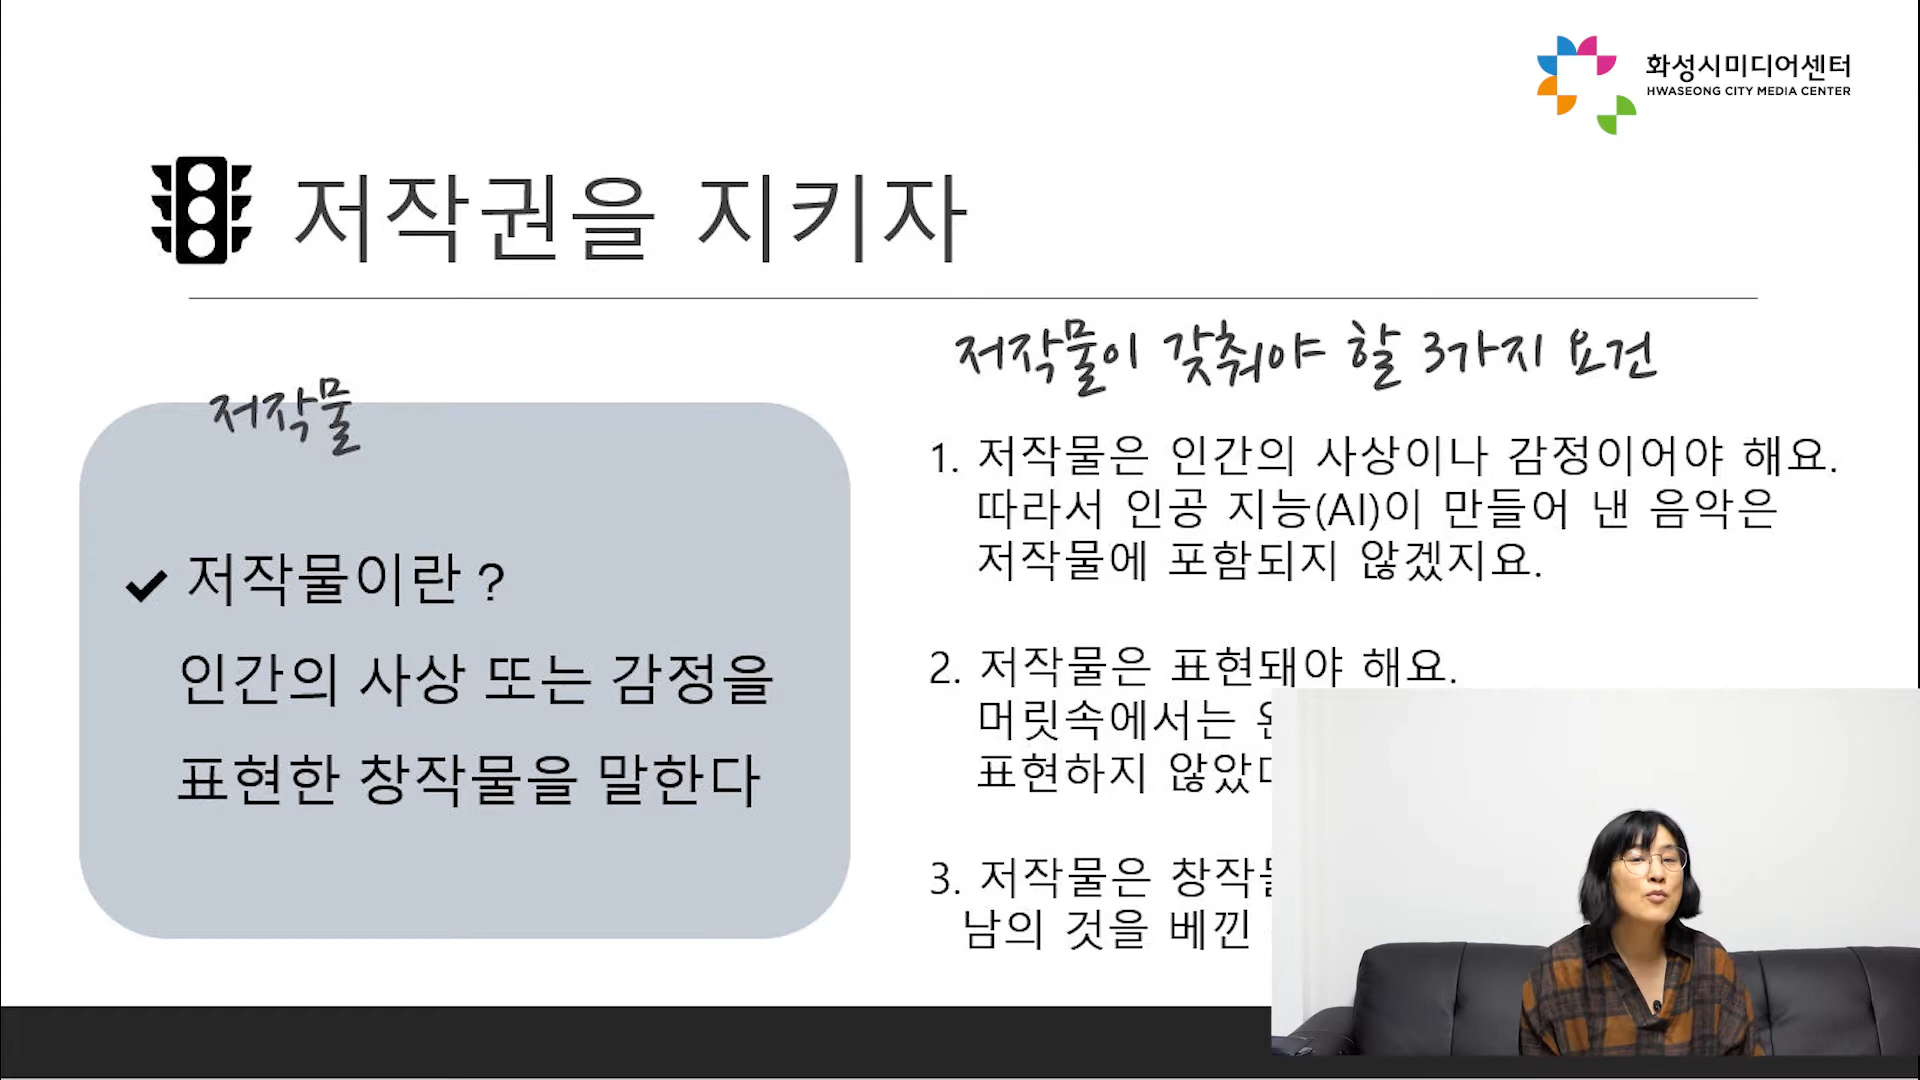 화성시미디어센터
HWASEONG CITY MEDIA CENTER
저작권을 지키자
저작물
✔ 저작물이란?
인간의 사상 또는 감정을
표현한 창작물을 말한다
저작물이 갖춰야 할 3가지 요건
1. 저작물은 인간의 사상이나 감정이어야 해요.
따라서 인공 지능(AI)이 만들어 낸 음악은
저작물에 포함되지 않겠지요.
2. 저작물은 표현돼야 해요.
머릿속에서는
표현하지
3. 저작물은
남의 것을 베낀